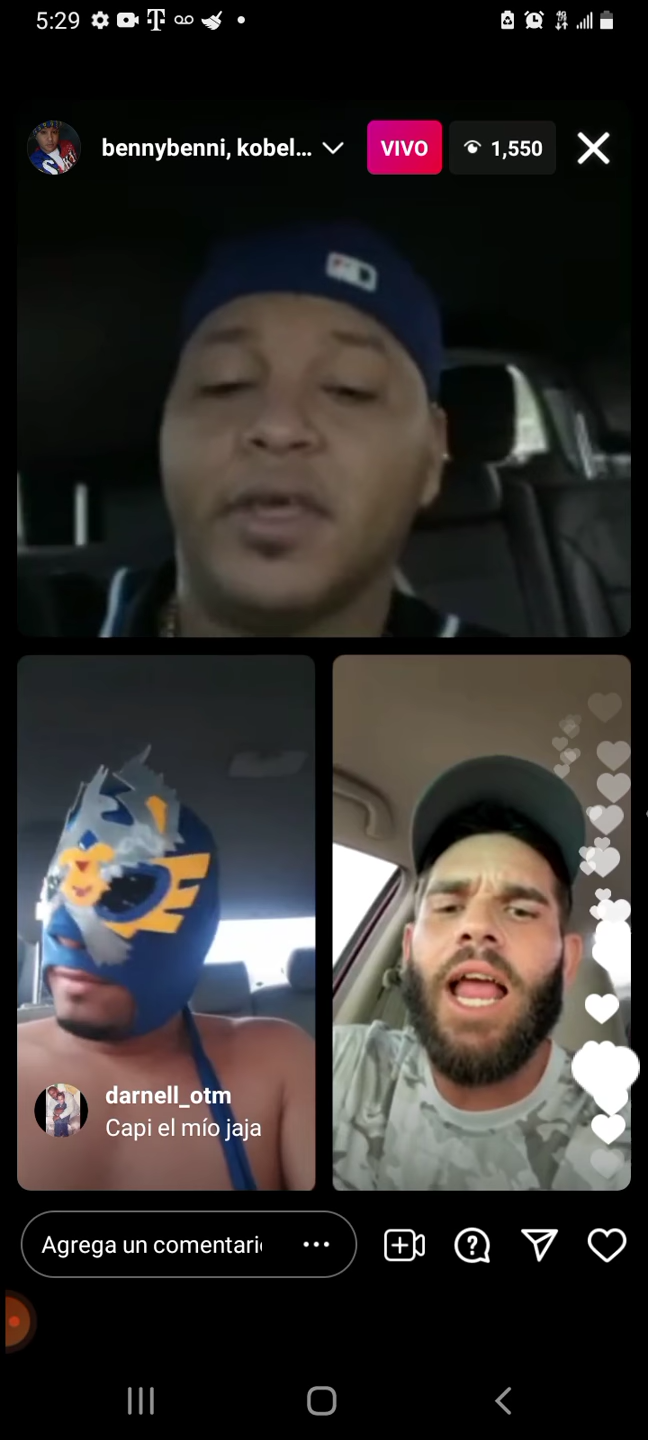 5:29
bennybenni, kobel...
VIVO
1,550
darnell_otm
Capi el mío jaja
Agrega un comentari